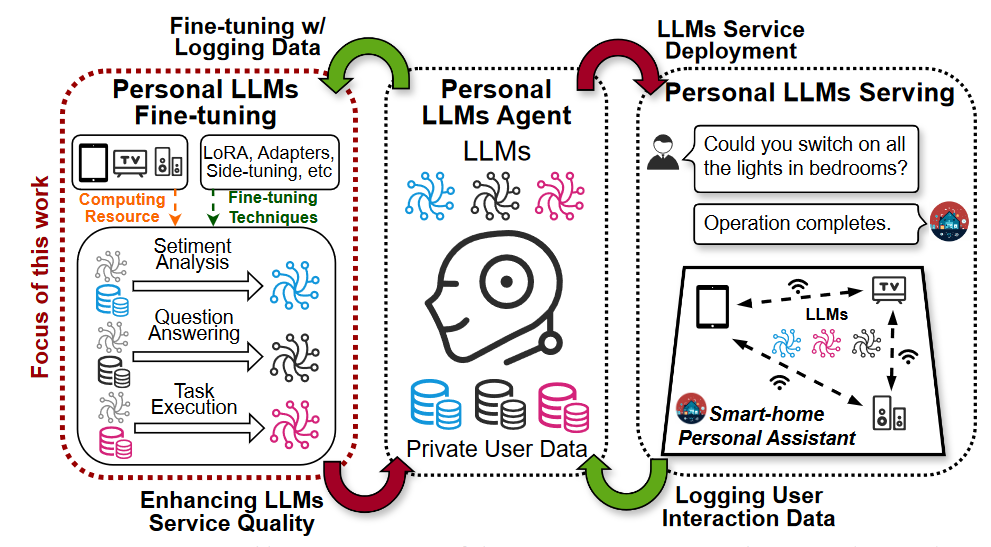 Fine-tuning w/
Logging Data
LLMs Service
Deployment
Focus of this work
Personal LLMs
Fine-tuning
TV
LoRA, Adapters,
Side-tuning, etc
Computing
Resource
Fine-tuning
Techniques
Setiment
Analysis
Question
Answering
Task
Execution
Personal
LLMs Agent
LLMs
Private User Data
Personal LLMs Serving
Could you switch on all
the lights in bedrooms?
Operation completes.
TV
LLMs
Smart-home
Personal Assistant
Enhancing LLMs
Service Quality
Logging User
Interaction Data